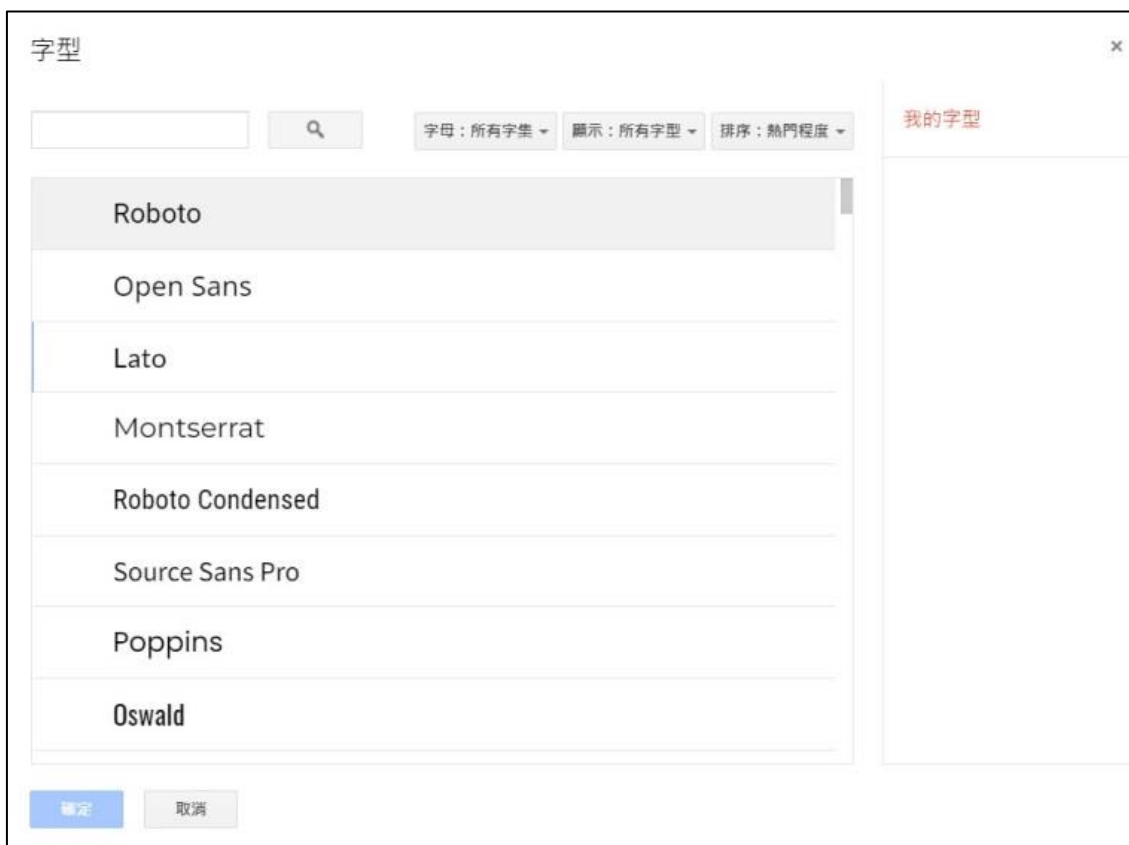 字型
×
字母：所有字集
顯示：所有字型
排序：熱門程度
我的字型
Roboto
Open Sans
Lato
Montserrat
Roboto Condensed
Source Sans Pro
Poppins
Oswald
確定
取消